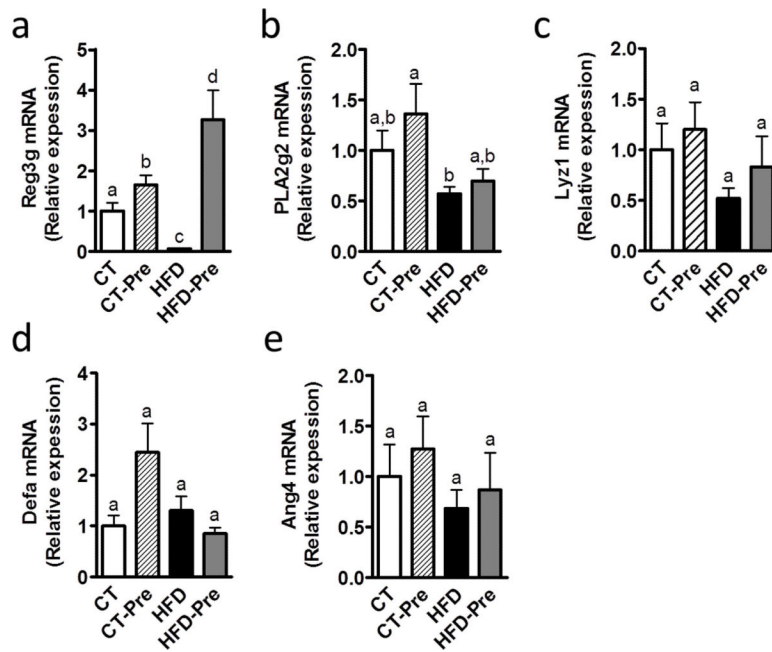 a
Reg3g mRNA
(Relative expession)
5
4
3
2
1
0
a
b
c
d
CT
CT-Pre
HFD
HFD-Pre
b
PLA2g2 mRNA
(Relative expession)
2.0
1.5
1.0
0.5
0.0
a,b
a
b
a,b
CT
CT-Pre
HFD
HFD-Pre
c
Lyz1 mRNA
(Relative expession)
2.0
1.5
1.0
0.5
0.0
a
a
a
a
CT
CT-Pre
HFD
HFD-Pre
d
Defa mRNA
(Relative expession)
4
3
2
1
0
a
a
a
a
CT
CT-Pre
HFD
HFD-Pre
e
Ang4 mRNA
(Relative expession)
2.0
1.5
1.0
0.5
0.0
a
a
a
a
CT
CT-Pre
HFD
HFD-Pre